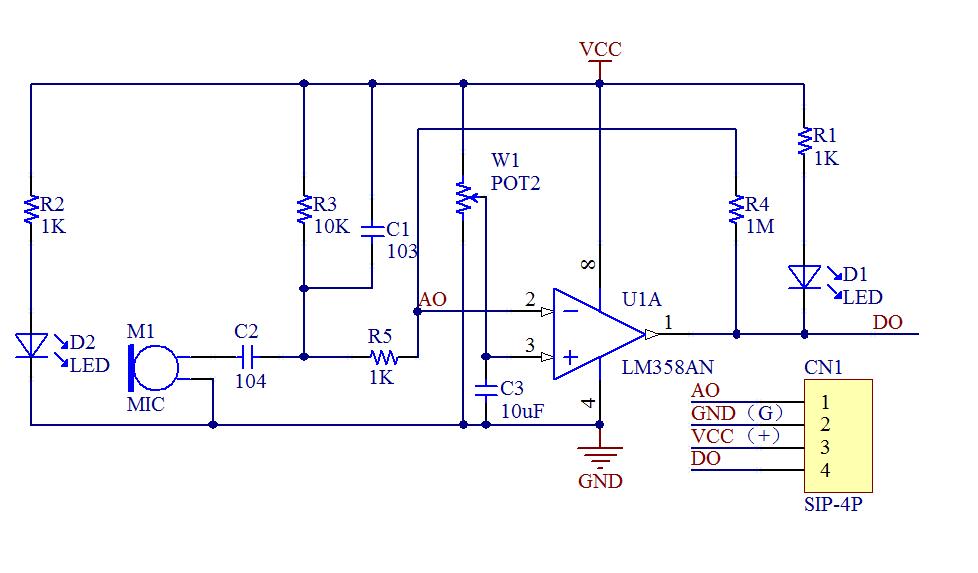 VCC
R1
1K
W1
POT2
R2
1K
R3
10K
R4
1M
C1
103
8
D1
LED
AO
2
U1A
1
DO
D2
LED
M1
C2
R5
3
LM358AN
MIC
104
1K
C3
10uF
4
GND
CN1
AO
1
GND（G）
2
VCC（+）
3
DO
4
SIP-4P